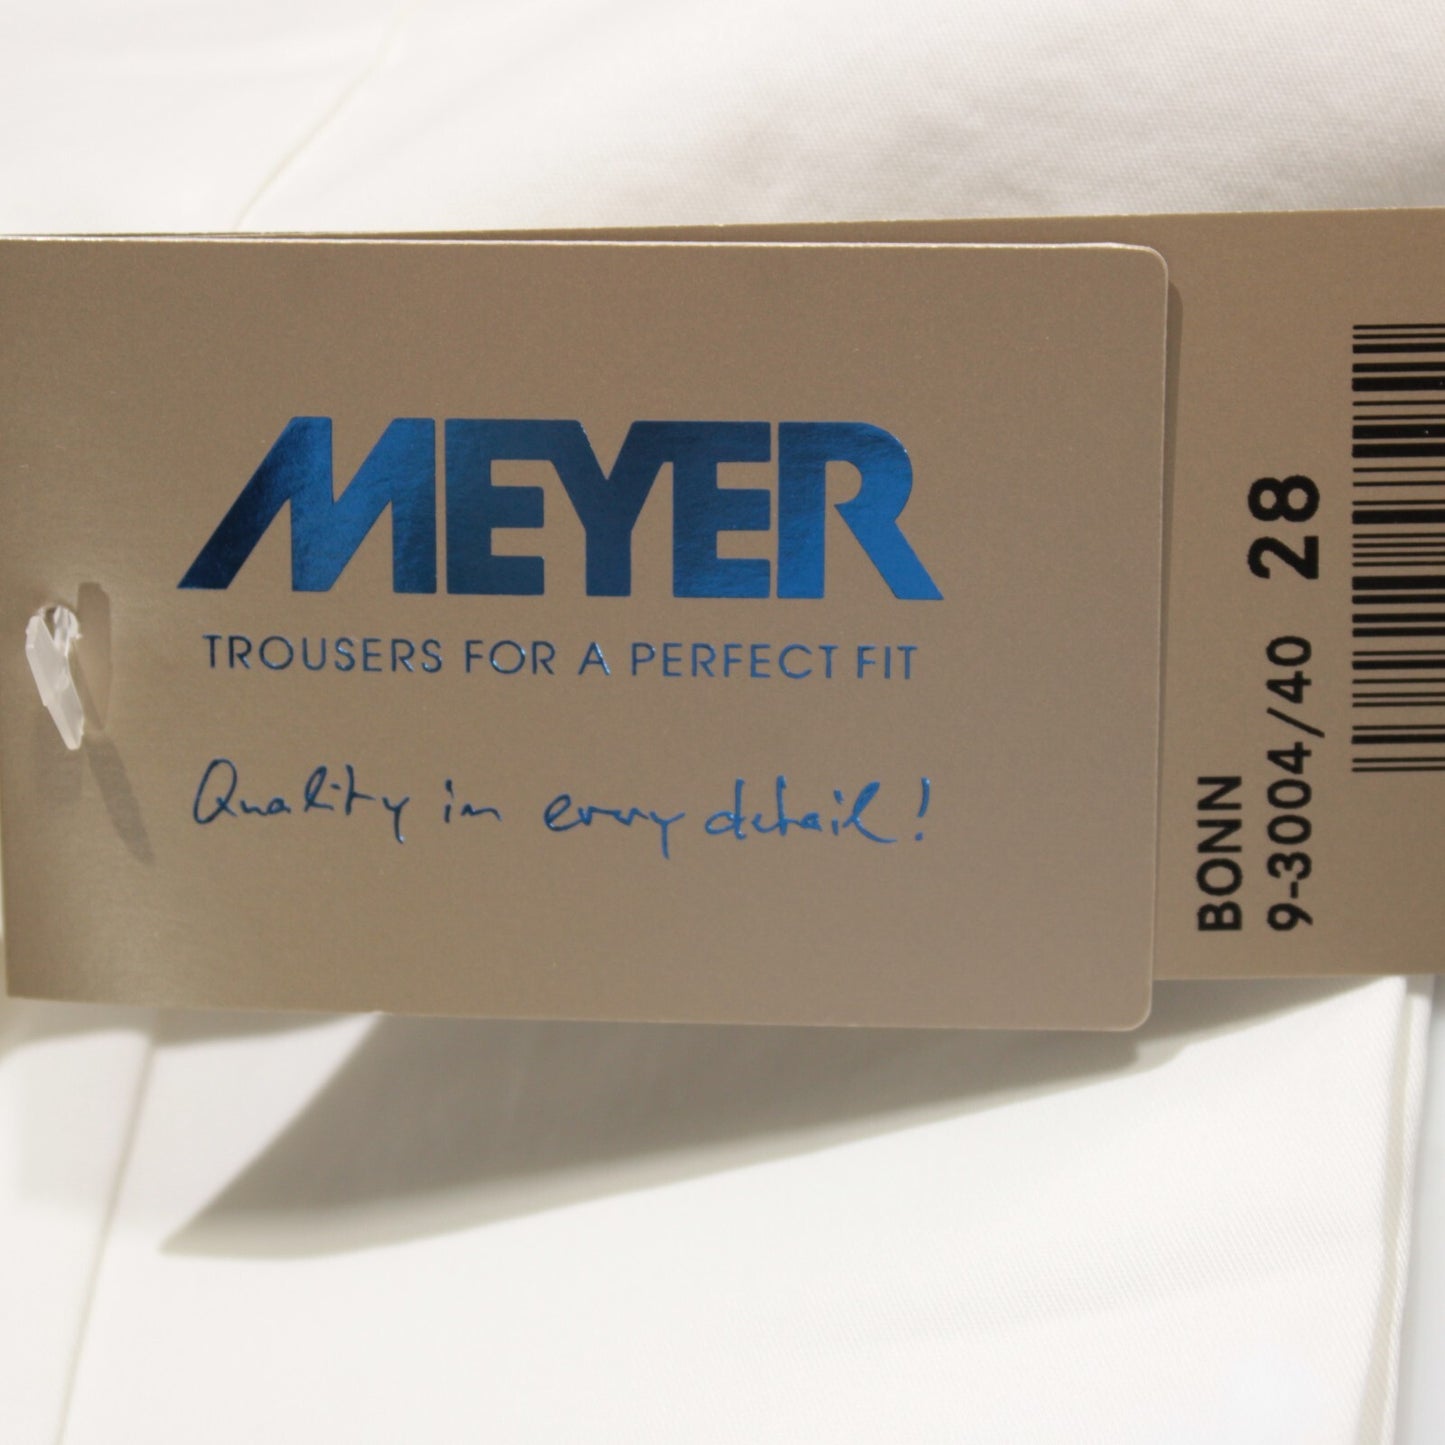 MEYER
TROUSERS FOR A PERFECT FIT
Quality in every detail!
BONN
9-3004/40 28